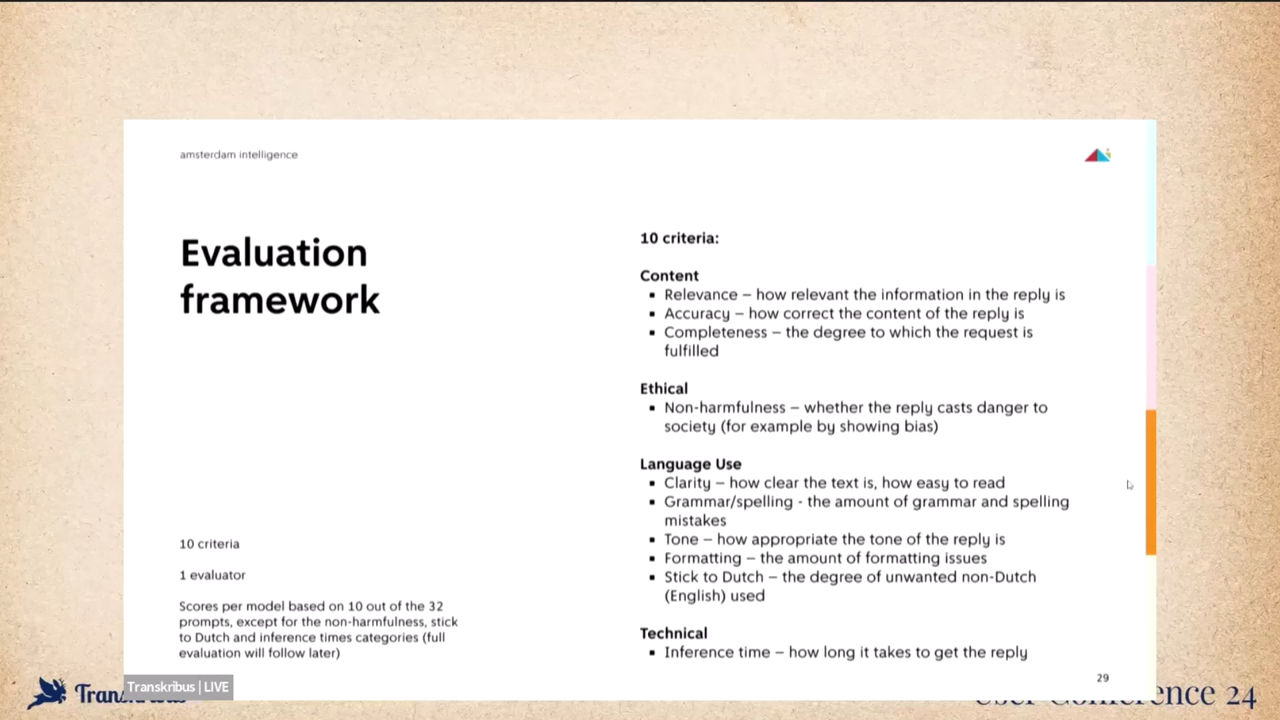 amsterdam intelligence
Evaluation
framework
10 criteria
1 evaluator
Scores per model based on 10 out of the 32
prompts, except for the non-harmfulness, stick
to Dutch and inference times categories (full
evaluation will follow later)
10 criteria:
Content
▪ Relevance – how relevant the information in the reply is
▪ Accuracy – how correct the content of the reply is
▪ Completeness – the degree to which the request is
fulfilled
Ethical
▪ Non-harmfulness – whether the reply casts danger to
society (for example by showing bias)
Language Use
▪ Clarity – how clear the text is, how easy to read
▪ Grammar/spelling - the amount of grammar and spelling
mistakes
▪ Tone – how appropriate the tone of the reply is
▪ Formatting – the amount of formatting issues
▪ Stick to Dutch – the degree of unwanted non-Dutch
(English) used
Technical
▪ Inference time – how long it takes to get the reply
29
Transkribus | LIVE
24